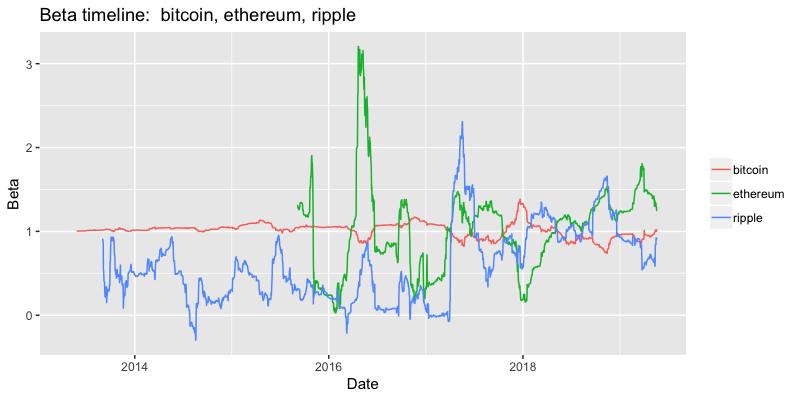 Beta timeline:  bitcoin, ethereum, ripple
3
2
1
0
Beta
2014
2016
2018
Date
bitcoin
ethereum
ripple